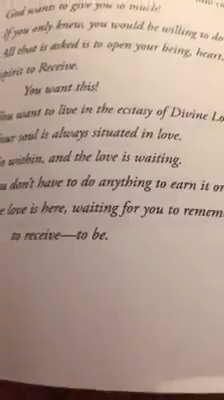 God wants to give you so much!
If you only knew, you would be willing to do
All that is asked is to open your being, heart,
spirit to Receive.
You want this!
You want to live in the ecstasy of Divine Lo
Your soul is always situated in love.
within, and the love is waiting.
don't have to do anything to earn it or
e love is here, waiting for you to remem
to receive—to be.